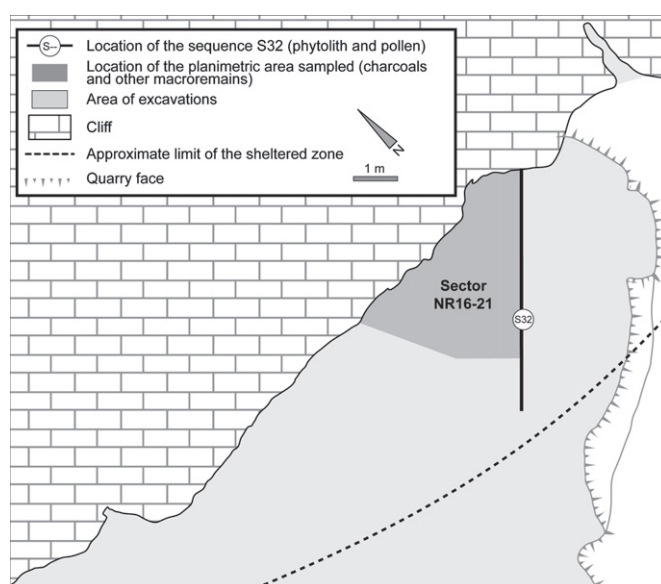 S--
Location of the sequence S32 (phytolith and pollen)
Location of the planimetric area sampled (charcoals
and other macroremains)
Area of excavations
Cliff
Approximate limit of the sheltered zone
Quarry face
N
1 m
Sector
NR16-21
S32